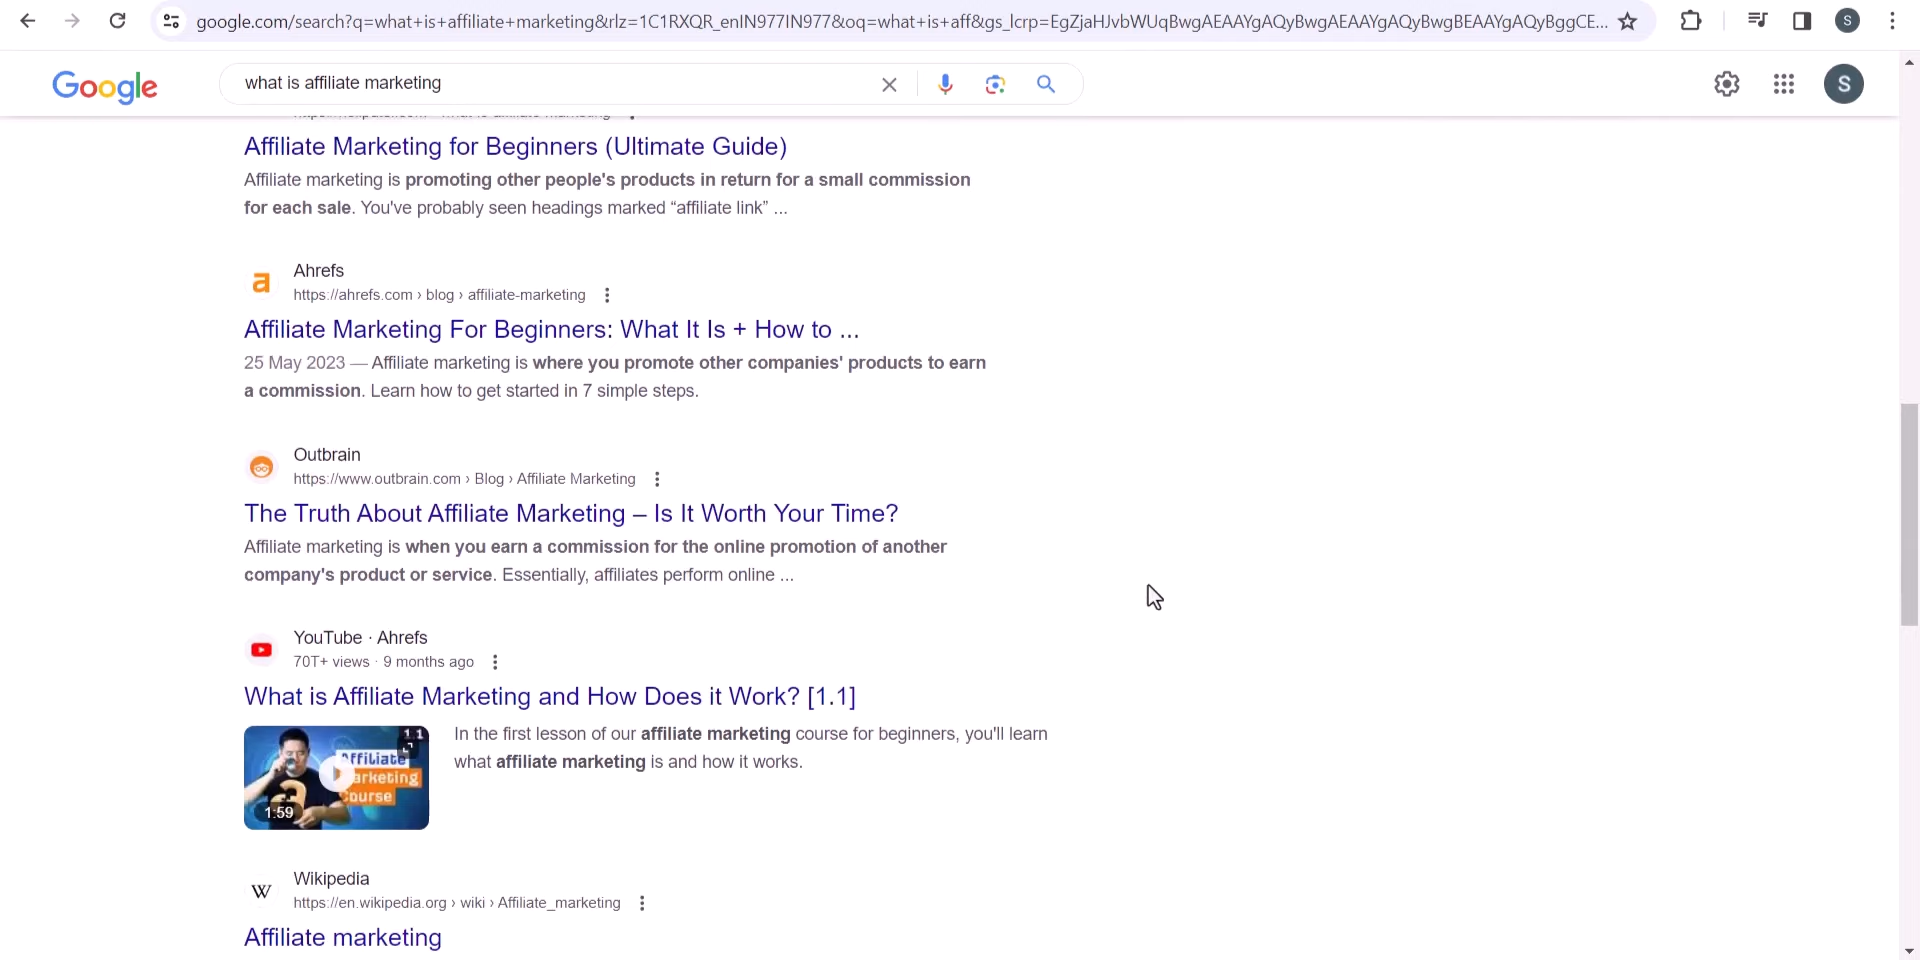 google.com/search?q=what+is+affiliate+marketing&rlz=1C1RXQR_enIN977IN977&oq=what+is+aff&gs_lcrp=EgZjaHJvbWUqBwgAEAAYgAQyBwgAEAAYgAQyBwgBEAAYgAQyBggCE...
S
Google
what is affiliate marketing
S
Affiliate Marketing for Beginners (Ultimate Guide)
Affiliate marketing is promoting other people's products in return for a small commission
for each sale. You've probably seen headings marked “affiliate link” ...
a
Ahrefs
https://ahrefs.com › blog › affiliate-marketing
Affiliate Marketing For Beginners: What It Is + How to ...
25 May 2023 — Affiliate marketing is where you promote other companies' products to earn
a commission. Learn how to get started in 7 simple steps.
Outbrain
https://www.outbrain.com › Blog › Affiliate Marketing
The Truth About Affiliate Marketing – Is It Worth Your Time?
Affiliate marketing is when you earn a commission for the online promotion of another
company's product or service. Essentially, affiliates perform online ...
YouTube · Ahrefs
70T+ views · 9 months ago
What is Affiliate Marketing and How Does it Work? [1.1]
1.1
Affiliate
Marketing
Course
1:59
In the first lesson of our affiliate marketing course for beginners, you'll learn
what affiliate marketing is and how it works.
W
Wikipedia
https://en.wikipedia.org › wiki › Affiliate_marketing
Affiliate marketing